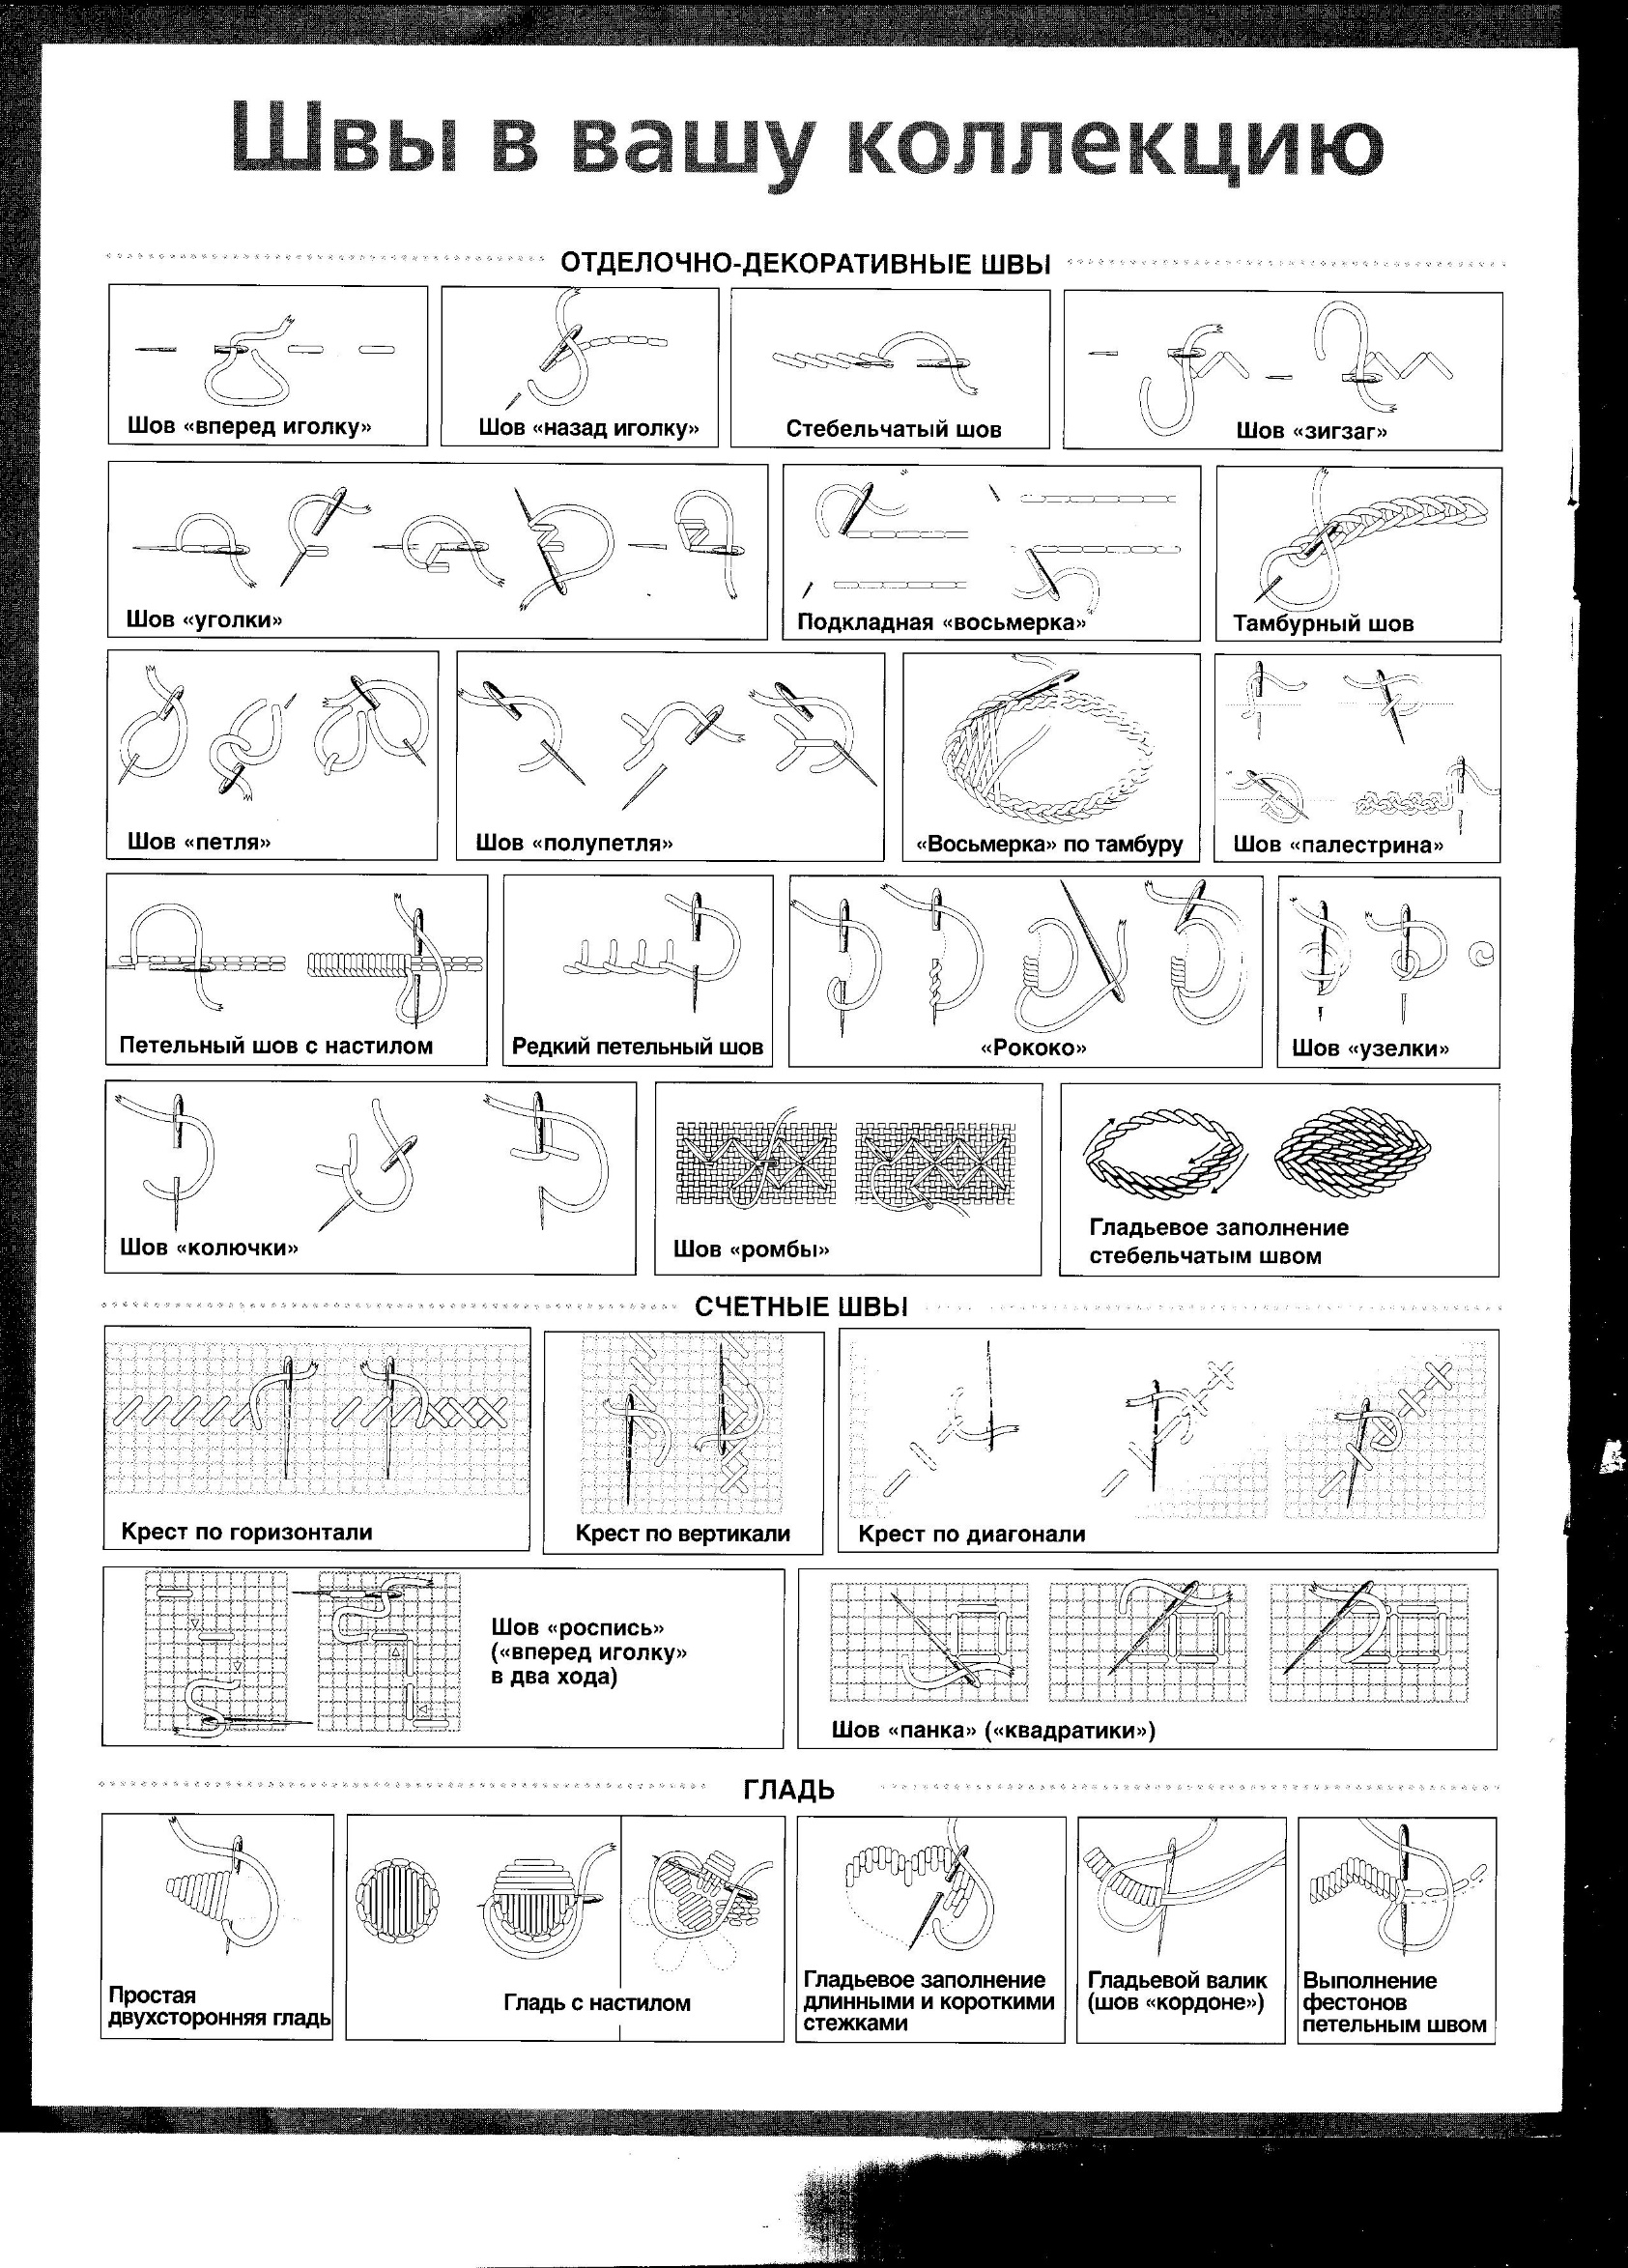 Швы в вашу коллекцию
ОТДЕЛОЧНО-ДЕКОРАТИВНЫЕ ШВЫ
Шов «вперед иголку»
Шов «назад иголку»
Стебельчатый шов
Шов «зигзаг»
Шов «уголки»
Подкладная «восьмерка»
Тамбурный шов
Шов «петля»
Шов «полупетля»
«Восьмерка» по тамбуру
Шов «палестрина»
Петельный шов с настилом
Редкий петельный шов
«Рококо»
Шов «узелки»
Шов «колючки»
Шов «ромбы»
Гладьевое заполнение
стебельчатым швом
СЧЕТНЫЕ ШВЫ
Крест по горизонтали
Крест по вертикали
Крест по диагонали
Шов «роспись»
(«вперед иголку»
в два хода)
Шов «панка» («квадратики»)
ГЛАДЬ
Простая
двухсторонняя гладь
Гладь с настилом
Гладьевое заполнение
длинными и короткими
стежками
Гладьевой валик
(шов «кордоне»)
Выполнение
фестонов
петельным швом